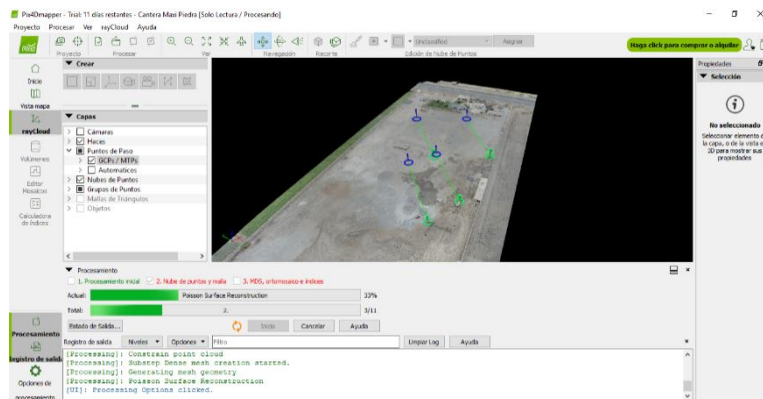 Pix4Dmapper - Trial: 11 días restantes - Cantera Maxi Piedra [Solo Lectura / Procesando]
Proyecto Procesar Ver rayCloud Ayuda
Proyecto Procesar Ver Navegación Recorte Edición de Nube de Puntos
Unclassified Asignar
Haga click para comprar o alquilar
Inicio
Vista mapa
rayCloud
Volúmenes
Editor Mosaicos
Calculadora de índices
Procesamiento
Registro de salida
Opciones de procesamiento
Crear
Capas
Cámaras
Haces
Puntos de Paso
GCPs / MTPs
Automáticos
Nubes de Puntos
Grupos de Puntos
Mallas de Triángulos
Objetos
Propiedades
Selección
No seleccionado
Seleccionar elemento
la capa, o de la vista
3D para mostrar sus
propiedades
Procesamiento
1. Procesamiento inicial 2. Nube de puntos y malla 3. MDS, ortomosaico e índices
Actual: Poisson Surface Reconstruction 33%
Total: 2. 3/11
Estado de Salida... Inicio Cancelar Ayuda
Registro de salida Niveles Opciones Filtro Limpiar Log Ayuda
[Processing]: Constrain point cloud
[Processing]: Substep Dense mesh creation started.
[Processing]: Generating mesh geometry
[Processing]: Poisson Surface Reconstruction
[UI]: Processing Options clicked.